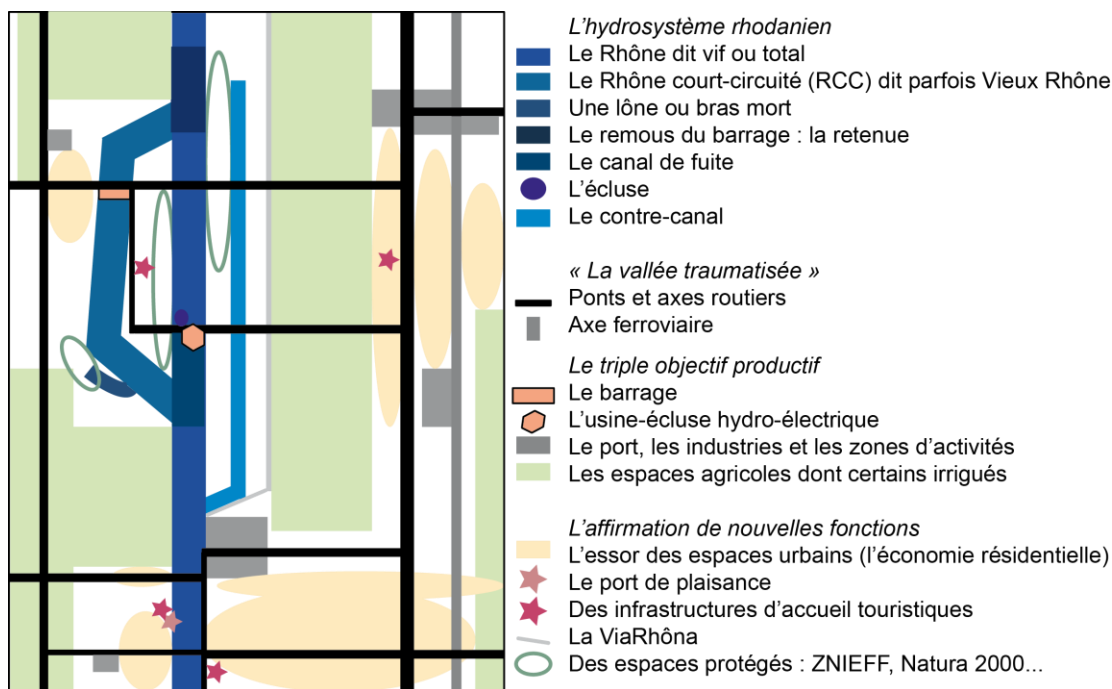 L’hydrosystème rhodanien
Le Rhône dit vif ou total
Le Rhône court-circuité (RCC) dit parfois Vieux Rhône
Une lône ou bras mort
Le remous du barrage : la retenue
Le canal de fuite
L’écluse
Le contre-canal
« La vallée traumatisée »
Ponts et axes routiers
Axe ferroviaire
Le triple objectif productif
Le barrage
L’usine-écluse hydro-électrique
Le port, les industries et les zones d’activités
Les espaces agricoles dont certains irrigués
L’affirmation de nouvelles fonctions
L’essor des espaces urbains (l’économie résidentielle)
Le port de plaisance
Des infrastructures d’accueil touristiques
La ViaRhôna
Des espaces protégés : ZNIEFF, Natura 2000...